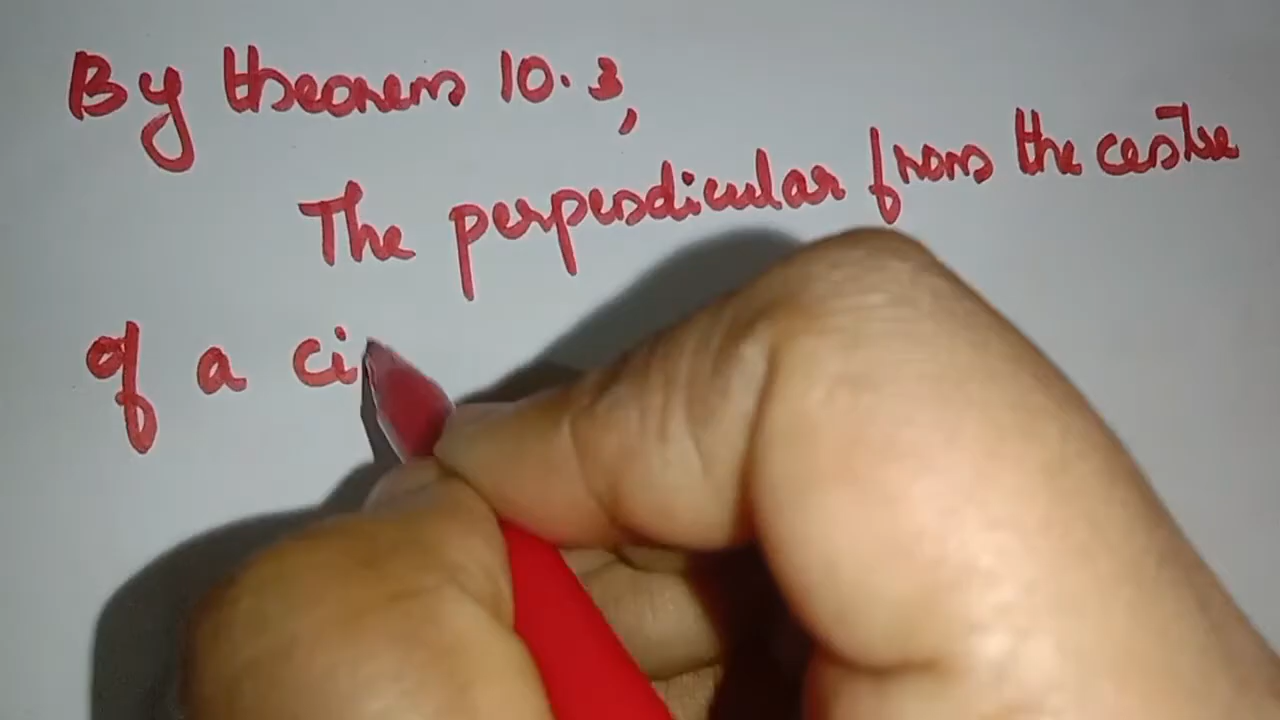 By theorem 10.3,
The perpendicular from the centre
of a ci